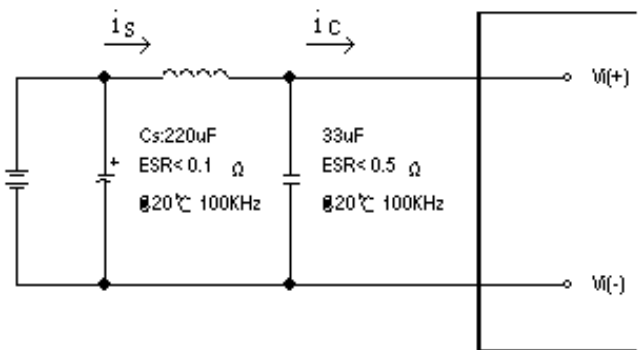 is
ic
Vi(+)
Cs:220uF
33uF
+
ESR<0.1 Ω
ESR<0.5 Ω
@20℃ 100KHz
@20℃ 100KHz
Vi(-)